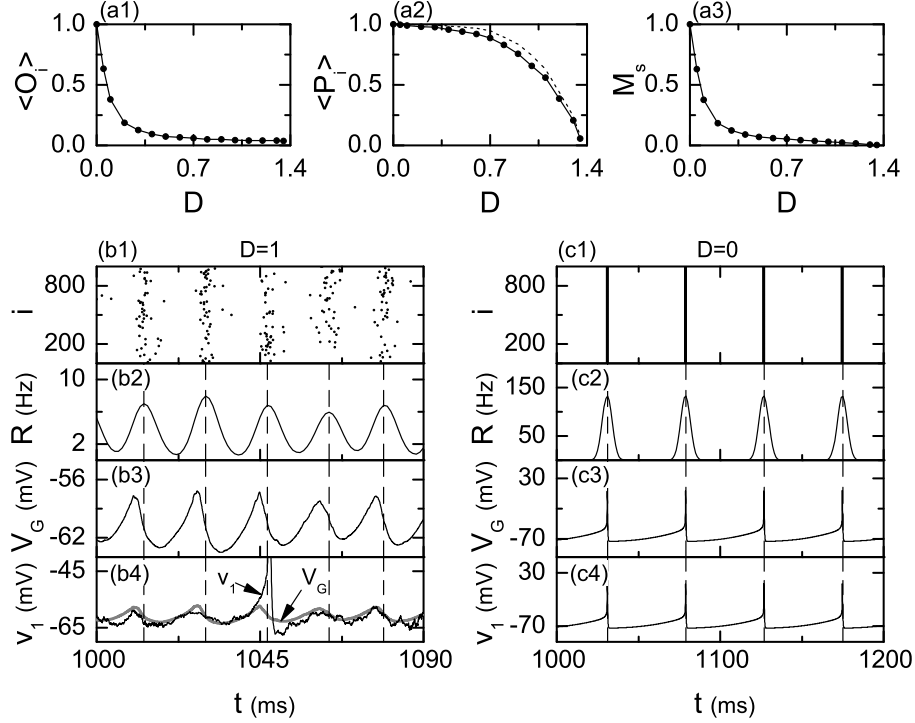 (a1) (a2) (a3)
<O_i> 1.0 0.5 0.0
<P_i> 1.0 0.5 0.0
M_s 1.0 0.5 0.0
0.0 0.7 1.4 0.0 0.7 1.4 0.0 0.7 1.4
D D D
(b1) D=1 (c1) D=0
i 800 200 i 800 200
(b2) (c2)
R (Hz) 10 2 R (Hz) 150 50
(b3) (c3)
V_G (mV) -56 -62 V_G (mV) 30 -70
(b4) v_1 V_G (c4)
v_1 (mV) -45 -65 v_1 (mV) 30 -70
1000 1045 1090 1000 1100 1200
t (ms) t (ms)